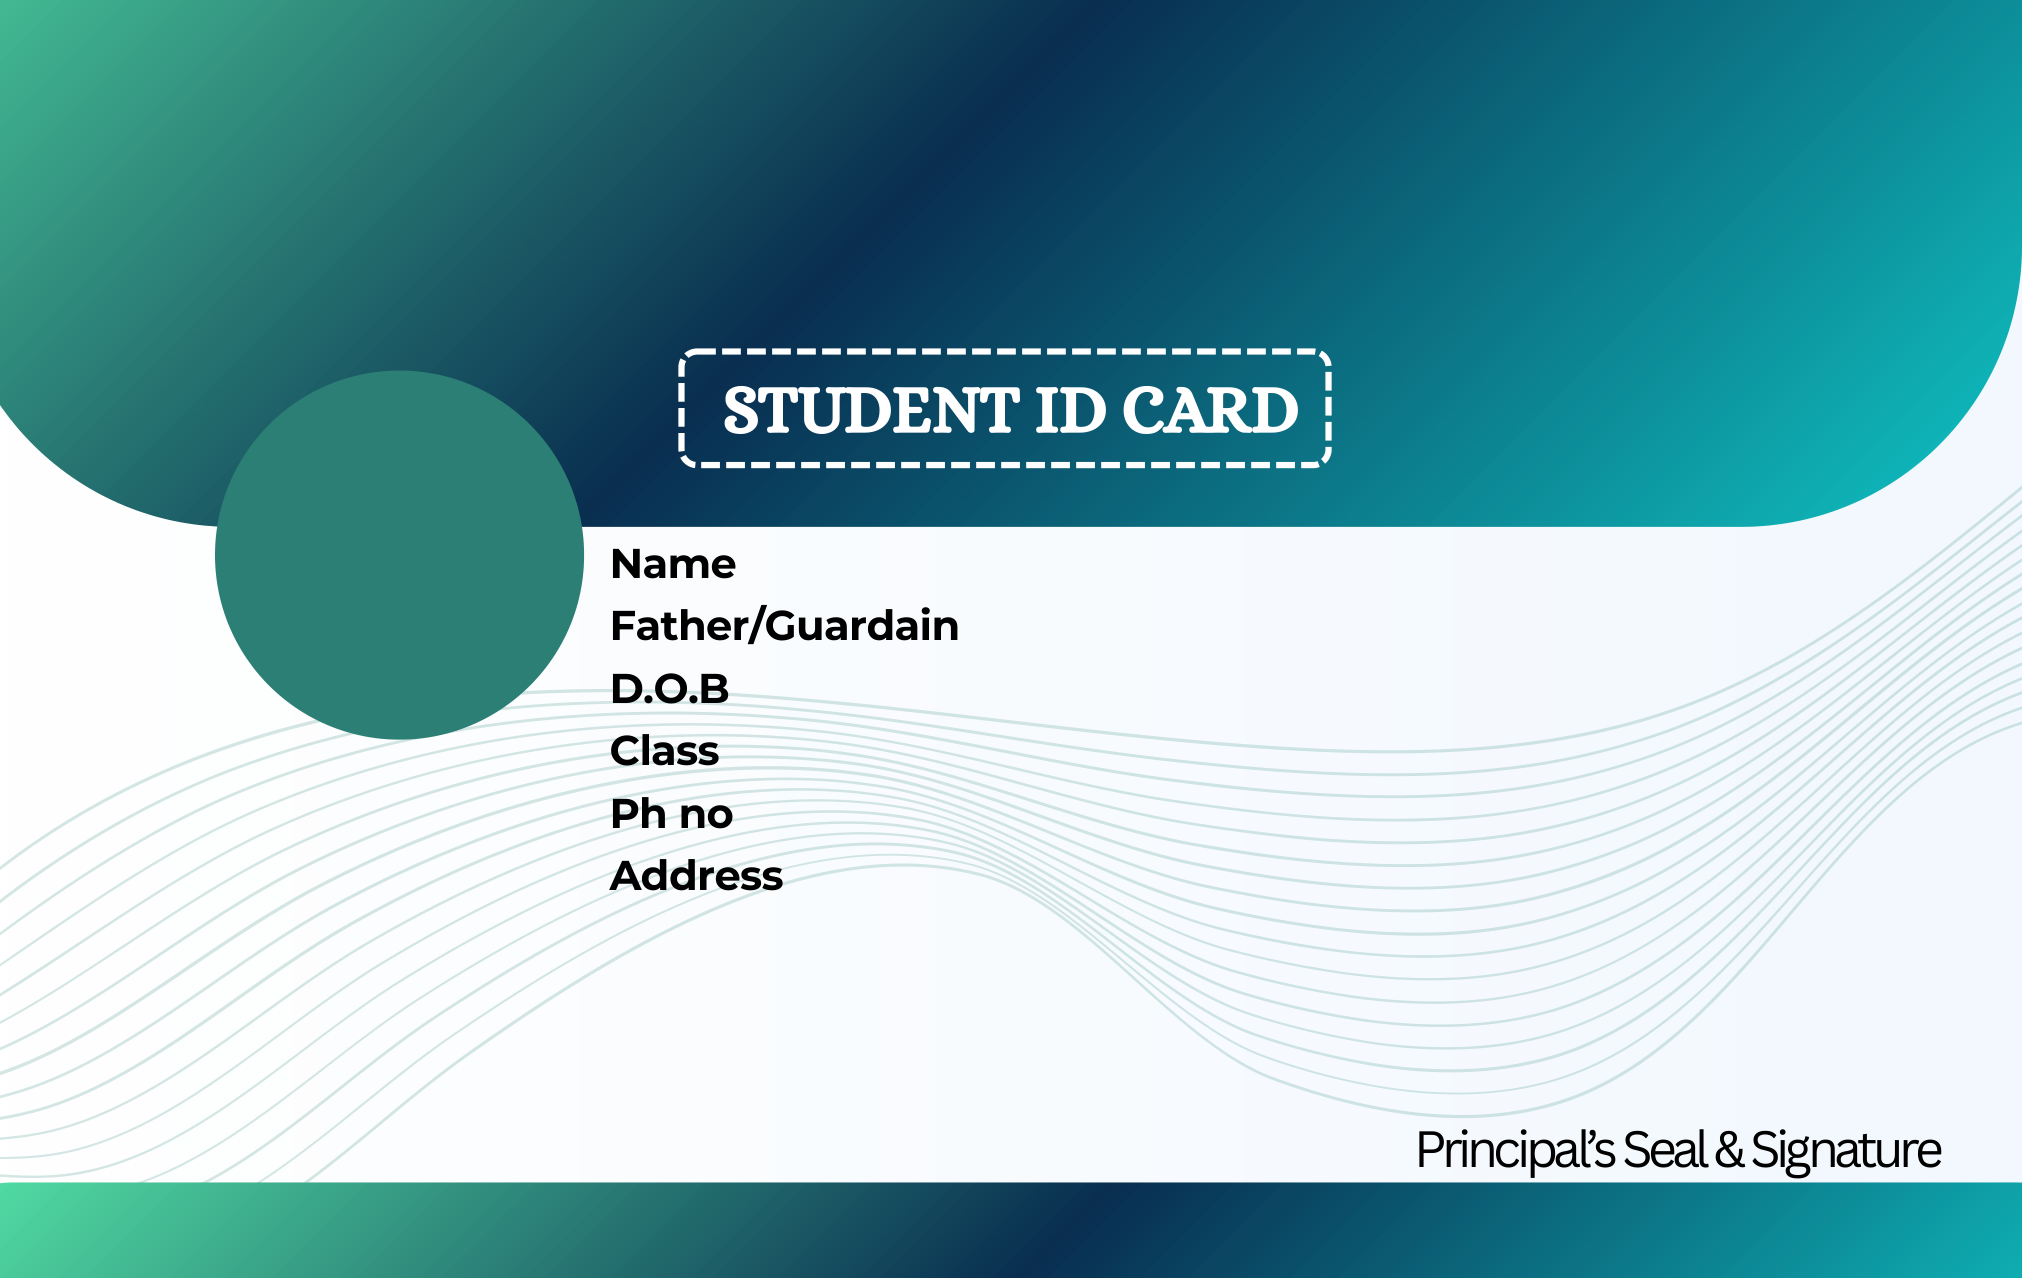 STUDENT ID CARD
Name
Father/Guardain
D.O.B
Class
Ph no
Address
Principal’s Seal & Signature